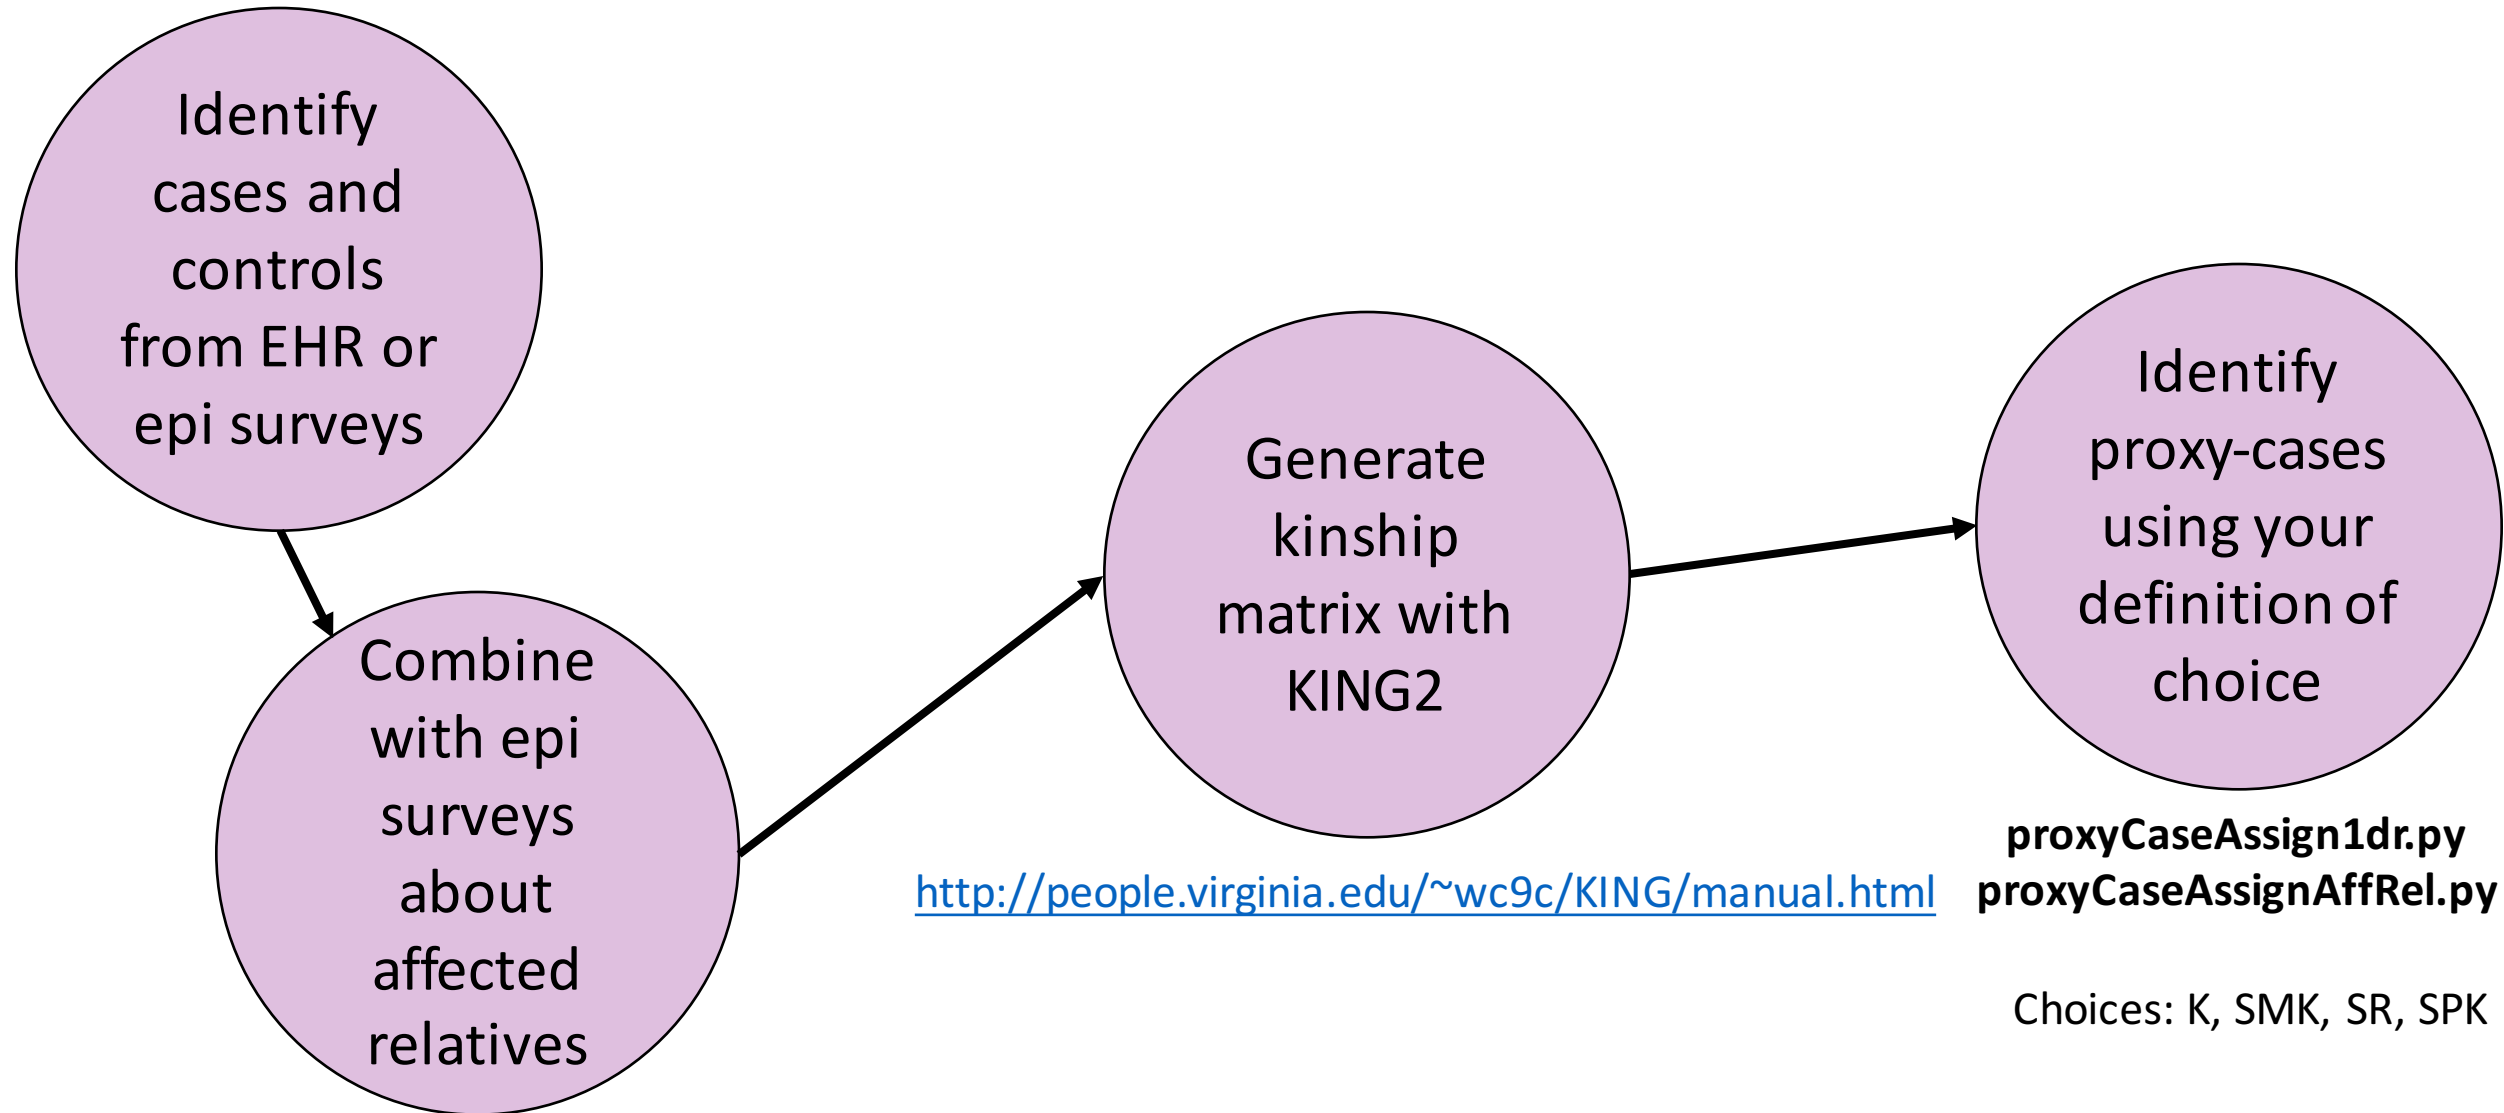 Identify
cases and
controls
from EHR or
epi surveys
Combine
with epi
surveys
about
affected
relatives
Generate
kinship
matrix with
KING2
http://people.virginia.edu/~wc9c/KING/manual.html
Identify
proxy-cases
using your
definition of
choice
proxyCaseAssign1dr.py
proxyCaseAssignAffRel.py
Choices: K, SMK, SR, SPK